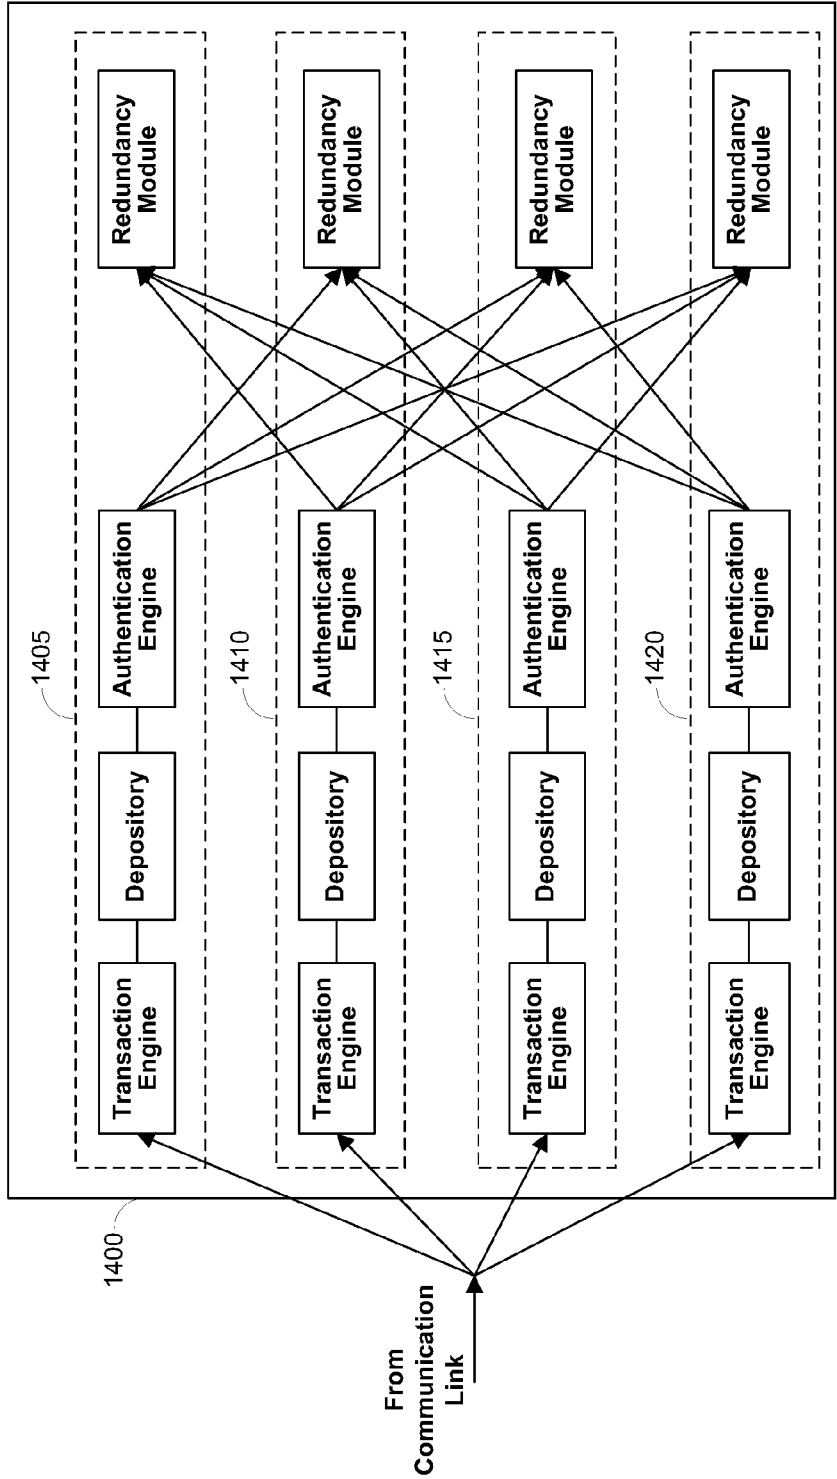 1400
From
Communication
Link
1405
Transaction
Engine
Depository
Authentication
Engine
Redundancy
Module
1410
Transaction
Engine
Depository
Authentication
Engine
Redundancy
Module
1415
Transaction
Engine
Depository
Authentication
Engine
Redundancy
Module
1420
Transaction
Engine
Depository
Authentication
Engine
Redundancy
Module